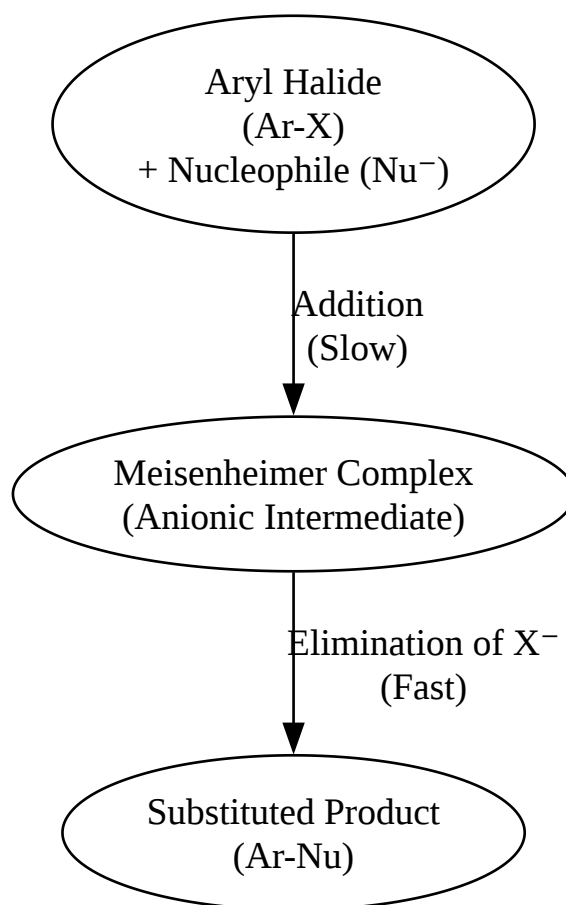 Aryl Halide
(Ar-X)
+ Nucleophile (Nu⁻)
Addition
(Slow)
Meisenheimer Complex
(Anionic Intermediate)
Elimination of X⁻
(Fast)
Substituted Product
(Ar-Nu)